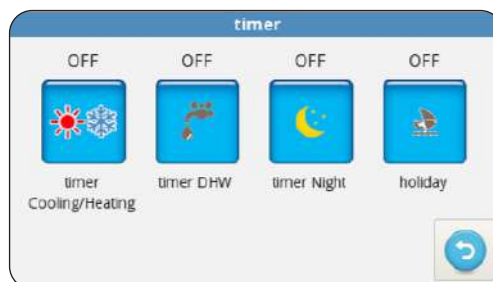 timer
OFF OFF OFF OFF
timer Cooling/Heating
timer DHW
timer Night
holiday